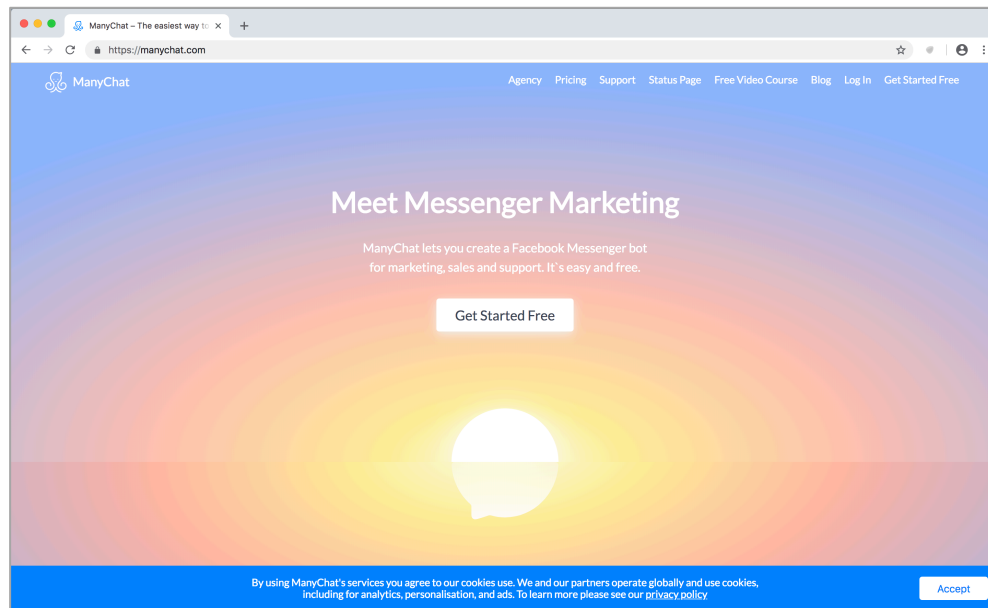 ManyChat – The easiest way to
https://manychat.com
ManyChat
Agency Pricing Support Status Page Free Video Course Blog Log In Get Started Free
Meet Messenger Marketing
ManyChat lets you create a Facebook Messenger bot
for marketing, sales and support. It`s easy and free.
Get Started Free
By using ManyChat's services you agree to our cookies use. We and our partners operate globally and use cookies,
including for analytics, personalisation, and ads. To learn more please see our privacy policy
Accept